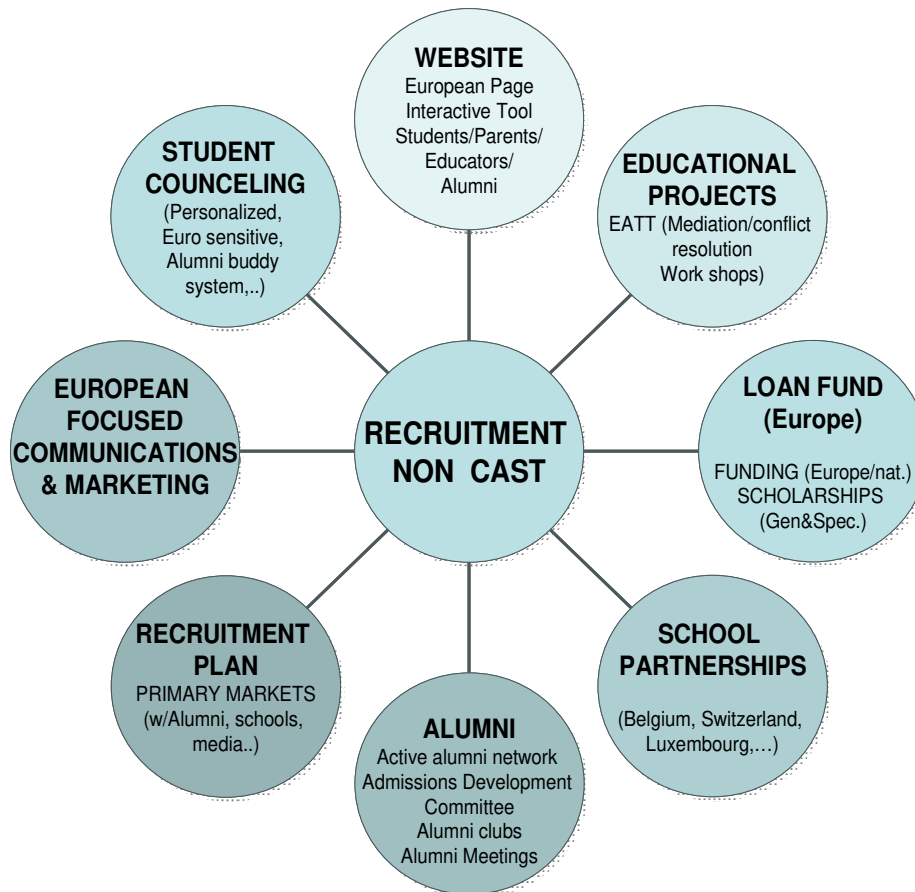 WEBSITE
European Page
Interactive Tool
Students/Parents/
Educators/
Alumni
EDUCATIONAL
PROJECTS
EATT (Mediation/conflict
resolution
Work shops)
LOAN FUND
(Europe)
FUNDING (Europe/nat.)
SCHOLARSHIPS
(Gen&Spec.)
SCHOOL
PARTNERSHIPS
(Belgium, Switzerland,
Luxembourg,…)
ALUMNI
Active alumni network
Admissions Development
Committee
Alumni clubs
Alumni Meetings
RECRUITMENT
PLAN
PRIMARY MARKETS
(w/Alumni, schools,
media..)
EUROPEAN
FOCUSED
COMMUNICATIONS
& MARKETING
STUDENT
COUNCELING
(Personalized,
Euro sensitive,
Alumni buddy
system,..)
RECRUITMENT
NON CAST